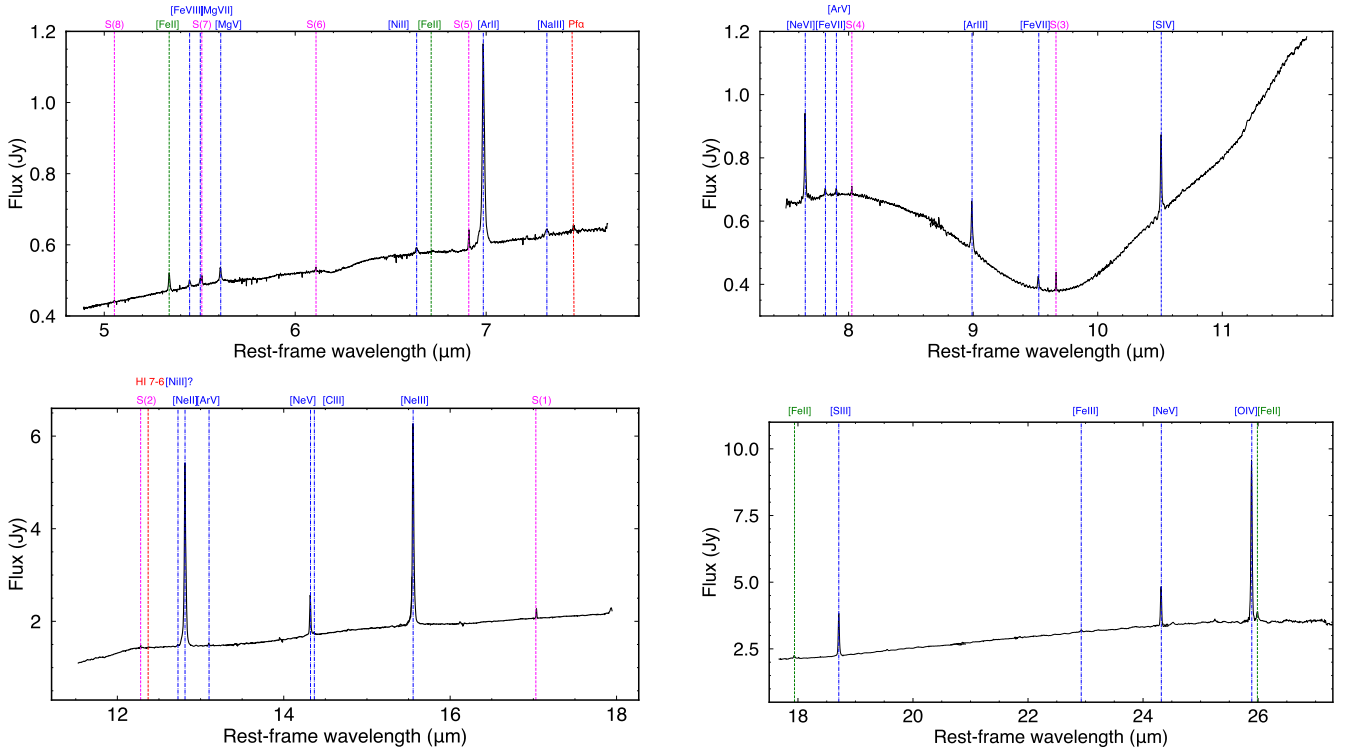 [FeVIII] [MgVII]
S(8) [FeII] S(7) [MgV] S(6) [NiII] [FeII] S(5) [ArII] [NaIII] Pfα
1.2
1.0
0.8
0.6
0.4
Flux (Jy)
5 6 7
Rest-frame wavelength (μm)
[ArV]
[NeVI] [FeVII] S(4) [ArIII] [FeVII] S(3) [SIV]
1.2
1.0
0.8
0.6
0.4
Flux (Jy)
8 9 10 11
Rest-frame wavelength (μm)
HI 7-6 [NiII]?
S(2) [NeII] [ArV] [NeV] [ClII] [NeIII] S(1)
6
4
2
Flux (Jy)
12 14 16 18
Rest-frame wavelength (μm)
[FeII] [SIII] [FeIII] [NeV] [OIV] [FeII]
10.0
7.5
5.0
2.5
Flux (Jy)
18 20 22 24 26
Rest-frame wavelength (μm)